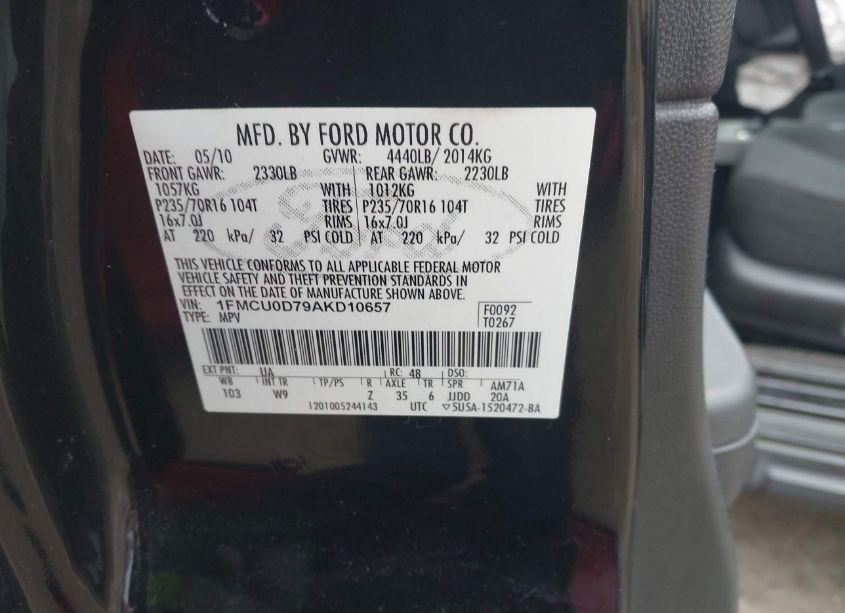 MFD. BY FORD MOTOR CO.
DATE: 05/10 GVWR: 4440LB/ 2014KG
FRONT GAWR: 2330LB REAR GAWR: 2230LB
1057KG WITH 1012KG WITH
P235/70R16 104T TIRES P235/70R16 104T TIRES
16x7.0J RIMS 16x7.0J RIMS
AT 220 kPa/ 32 PSI COLD AT 220 kPa/ 32 PSI COLD
THIS VEHICLE CONFORMS TO ALL APPLICABLE FEDERAL MOTOR
VEHICLE SAFETY AND THEFT PREVENTION STANDARDS IN
EFFECT ON THE DATE OF MANUFACTURE SHOWN ABOVE.
VIN: 1FMCU0D79AKD10657 F0092
TYPE: MPV T0267
EXT PNT: UA RC: 48 DSO:
WB INT TR TP/PS R AXLE TR SPR AM71A
103 W9 Z 35 6 JJDD 20A
1201005244143 UTC ▽5U5A-1520472-BA